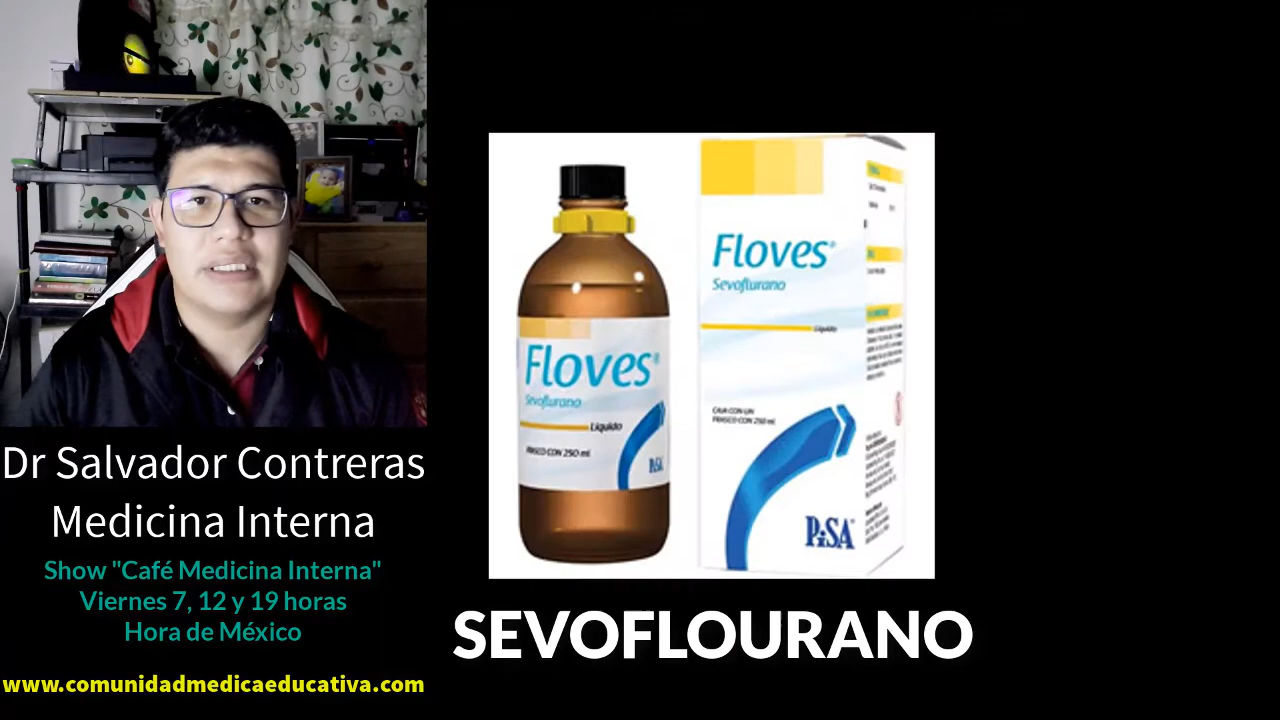 Dr Salvador Contreras
Medicina Interna
Show "Café Medicina Interna"
Viernes 7, 12 y 19 horas
Hora de México
www.comunidadmedicaeducativa.com
Floves®
Sevoflurano
Líquido
FRASCO CON 250 ml
PiSA
Floves®
Sevoflurano
Líquido
CAJA CON UN
FRASCO CON 250 ml
PiSA®
SEVOFLOURANO